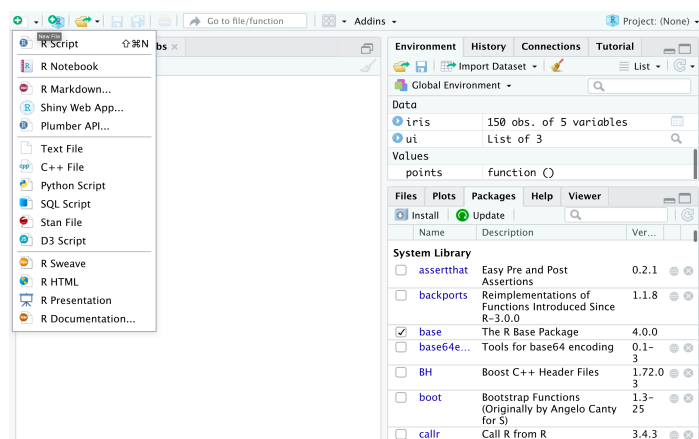 Go to file/function
Addins
Project: (None)
New File
R Script ⇧⌘N
R Notebook
R Markdown...
Shiny Web App...
Plumber API...
Text File
C++ File
Python Script
SQL Script
Stan File
D3 Script
R Sweave
R HTML
R Presentation
R Documentation...
bs ×
Environment History Connections Tutorial
Import Dataset List
Global Environment
Data
iris 150 obs. of 5 variables
ui List of 3
Values
points function ()
Files Plots Packages Help Viewer
Install Update
Name Description Ver...
System Library
assertthat Easy Pre and Post Assertions 0.2.1
backports Reimplementations of Functions Introduced Since R-3.0.0 1.1.8
base The R Base Package 4.0.0
base64e... Tools for base64 encoding 0.1-3
BH Boost C++ Header Files 1.72.0 3
boot Bootstrap Functions (Originally by Angelo Canty for S) 1.3-25
callr Call R from R 3.4.3